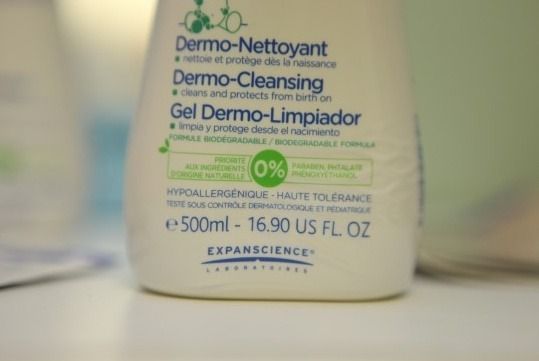 Dermo-Nettoyant
nettoie et protège dès la naissance
Dermo-Cleansing
cleans and protects from birth on
Gel Dermo-Limpiador
limpia y protege desde el nacimiento
FORMULE BIODÉGRADABLE / BIODEGRADABLE FORMULA
PRIORITÉ
AUX INGRÉDIENTS
D'ORIGINE NATURELLE
0%
PARABEN, PHTALATE
PHÉNOXYÉTHANOL
HYPOALLERGÉNIQUE - HAUTE TOLÉRANCE
TESTÉ SOUS CONTRÔLE DERMATOLOGIQUE ET PÉDIATRIQUE
℮500ml - 16.90 US FL. OZ
EXPANSCIENCE®
LABORATOIRES